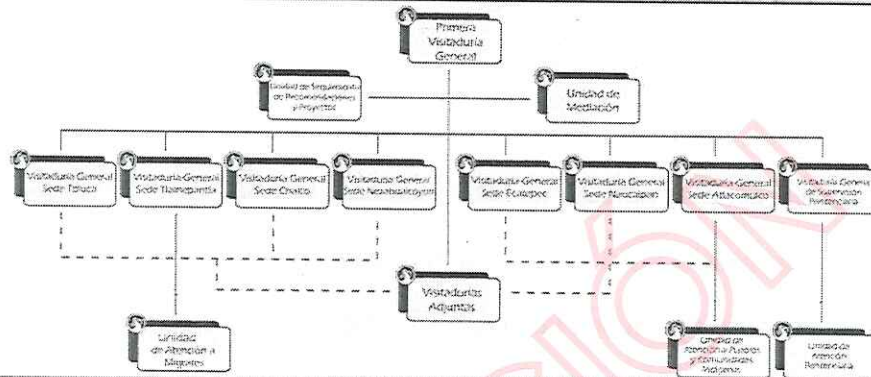 Primera
Visitaduría
General
Unidad de Seguimiento
de Recomendaciones
y Proyectos
Unidad de
Mediación
Visitaduría General
Sede Toluca
Visitaduría General
Sede Tlalnepantla
Visitaduría General
Sede Chalco
Visitaduría General
Sede Nezahualcóyotl
Visitaduría General
Sede Ecatepec
Visitaduría General
Sede Naucalpan
Visitaduría General
Sede Atlacomulco
Visitaduría General
de Supervisión
Penitenciaria
Visitadurías
Adjuntas
Unidad
de Atención a
Migrantes
Unidad de
Atención a Pueblos
y Comunidades
Indígenas
Unidad de
Atención
Penitenciaria